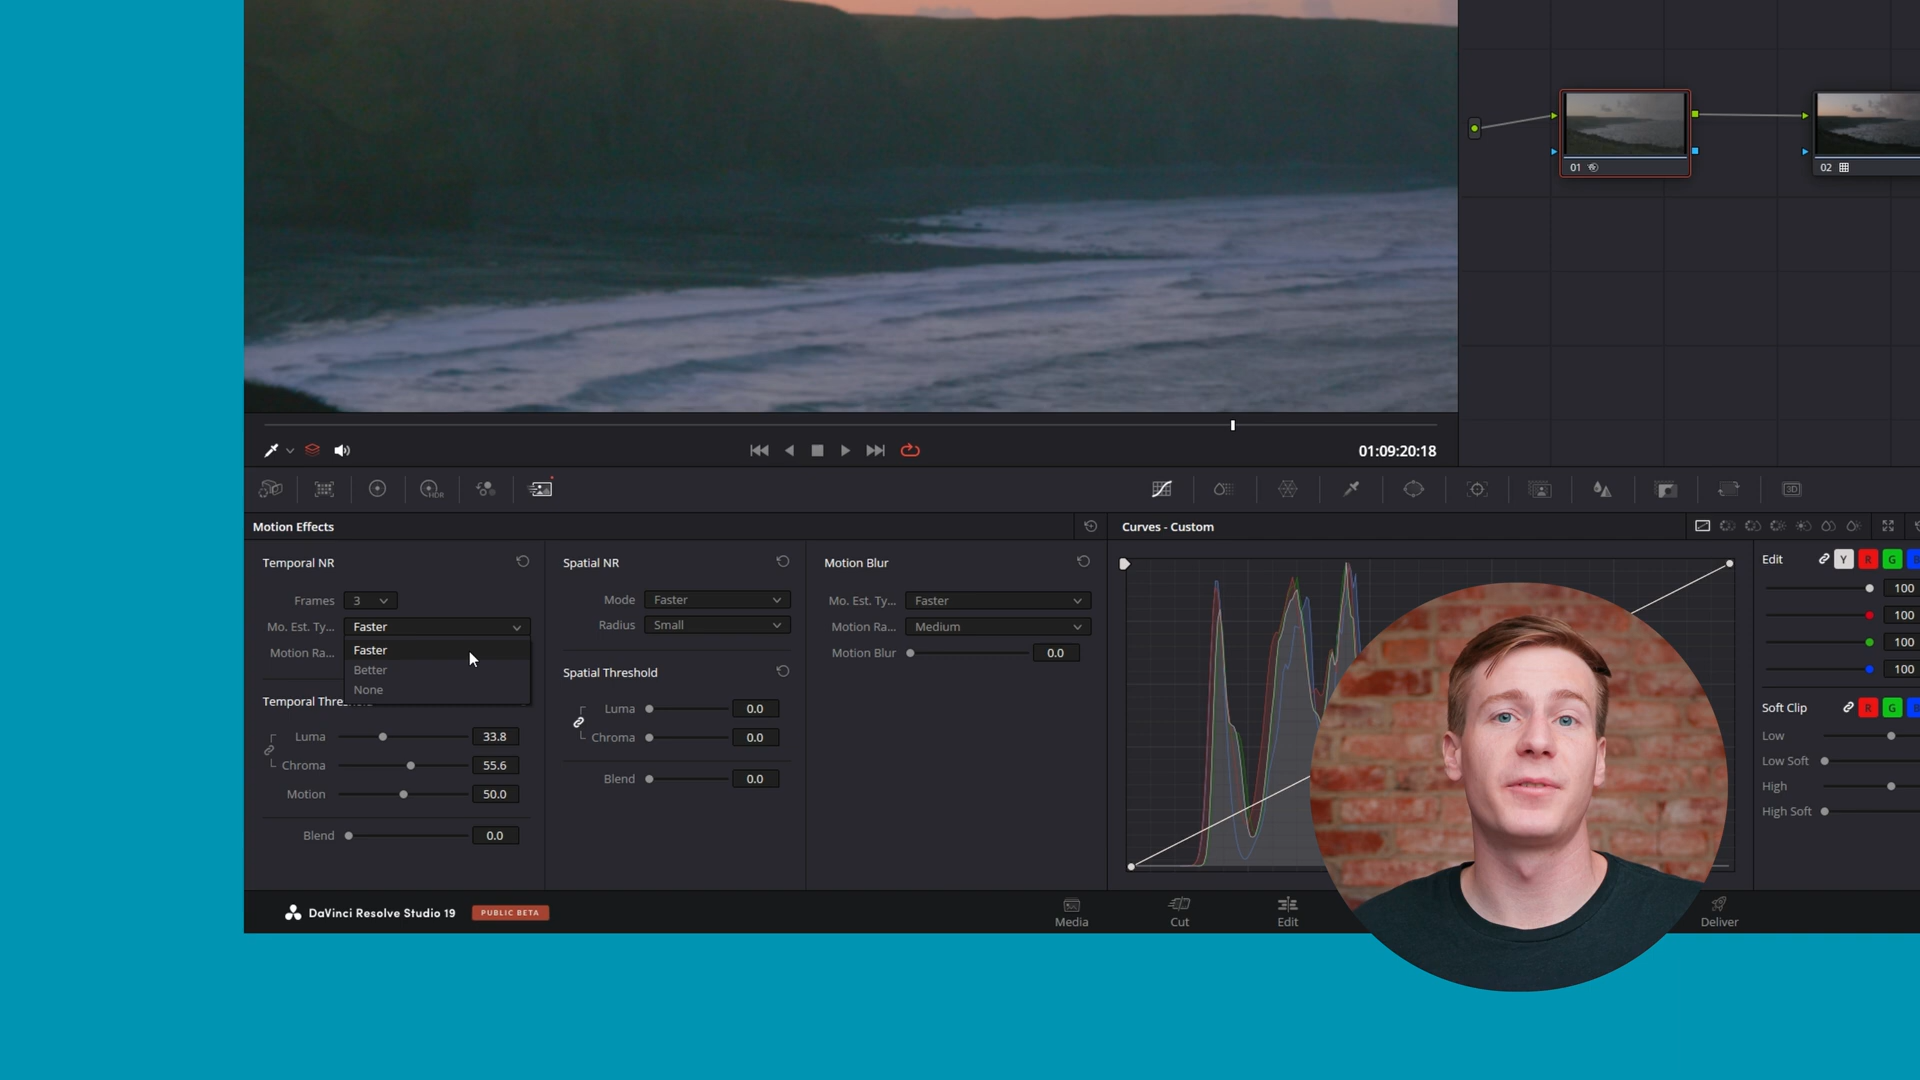 01
02
01:09:20:18
HDR
3D
Motion Effects
Curves - Custom
Temporal NR
Frames 3
Mo. Est. Ty... Faster
Faster
Better
None
Motion Ra...
Temporal Thre
Luma 33.8
Chroma 55.6
Motion 50.0
Blend 0.0
Spatial NR
Mode Faster
Radius Small
Spatial Threshold
Luma 0.0
Chroma 0.0
Blend 0.0
Motion Blur
Mo. Est. Ty... Faster
Motion Ra... Medium
Motion Blur 0.0
Edit Y R G B
100
100
100
100
Soft Clip R G B
Low
Low Soft
High
High Soft
DaVinci Resolve Studio 19 PUBLIC BETA
Media
Cut
Edit
Deliver